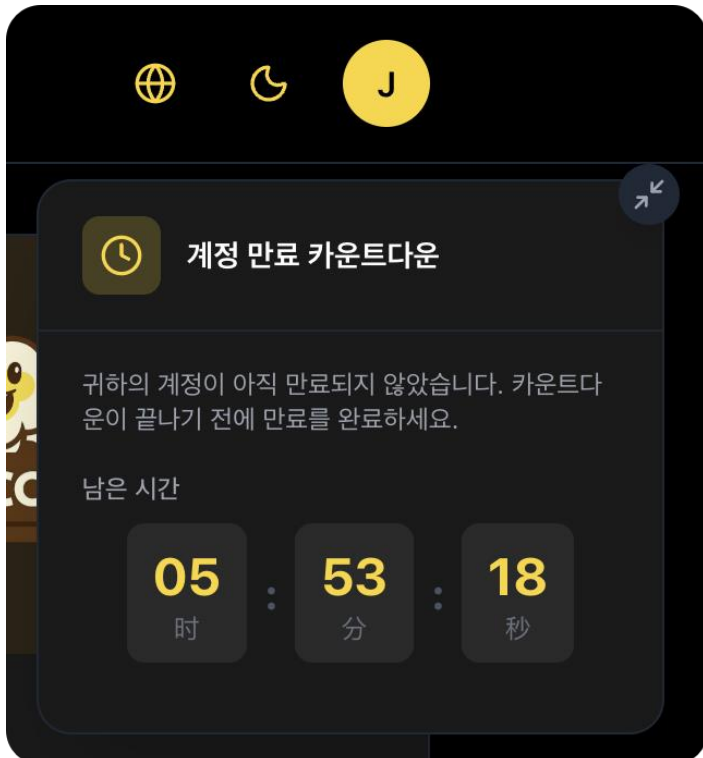 J
계정 만료 카운트다운
귀하의 계정이 아직 만료되지 않았습니다. 카운트다
운이 끝나기 전에 만료를 완료하세요.
CO
남은 시간
05 : 53 : 18
时 分 秒